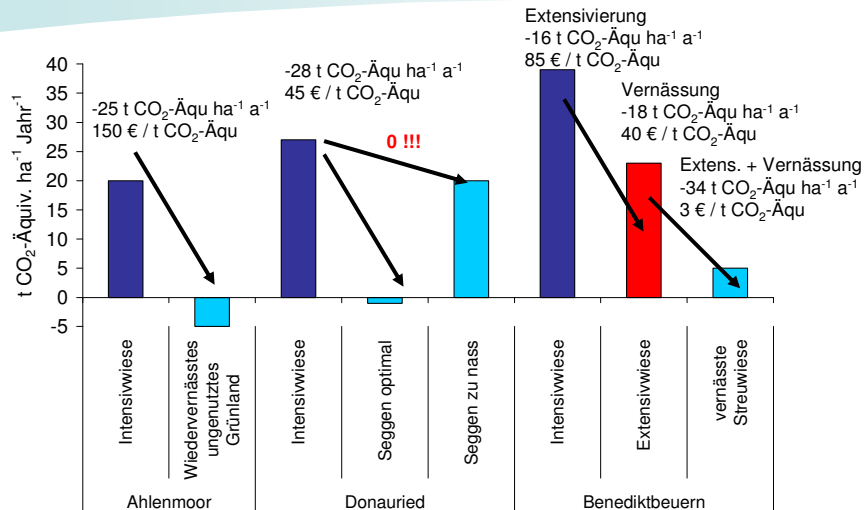 Extensivierung
-16 t CO₂-Äqu ha⁻¹ a⁻¹
85 € / t CO₂-Äqu
-28 t CO₂-Äqu ha⁻¹ a⁻¹
45 € / t CO₂-Äqu
-25 t CO₂-Äqu ha⁻¹ a⁻¹
150 € / t CO₂-Äqu
0 !!!
Vernässung
-18 t CO₂-Äqu ha⁻¹ a⁻¹
40 € / t CO₂-Äqu
Extens. + Vernässung
-34 t CO₂-Äqu ha⁻¹ a⁻¹
3 € / t CO₂-Äqu
t CO₂-Äquiv. ha⁻¹ Jahr⁻¹
40
35
30
25
20
15
10
5
0
-5
Intensivwiese
Wiedervernässtes
ungenutztes
Grünland
Intensivwiese
Seggen optimal
Seggen zu nass
Intensivwiese
Extensivwiese
vernässte
Streuwiese
Ahlenmoor
Donauried
Benediktbeuern